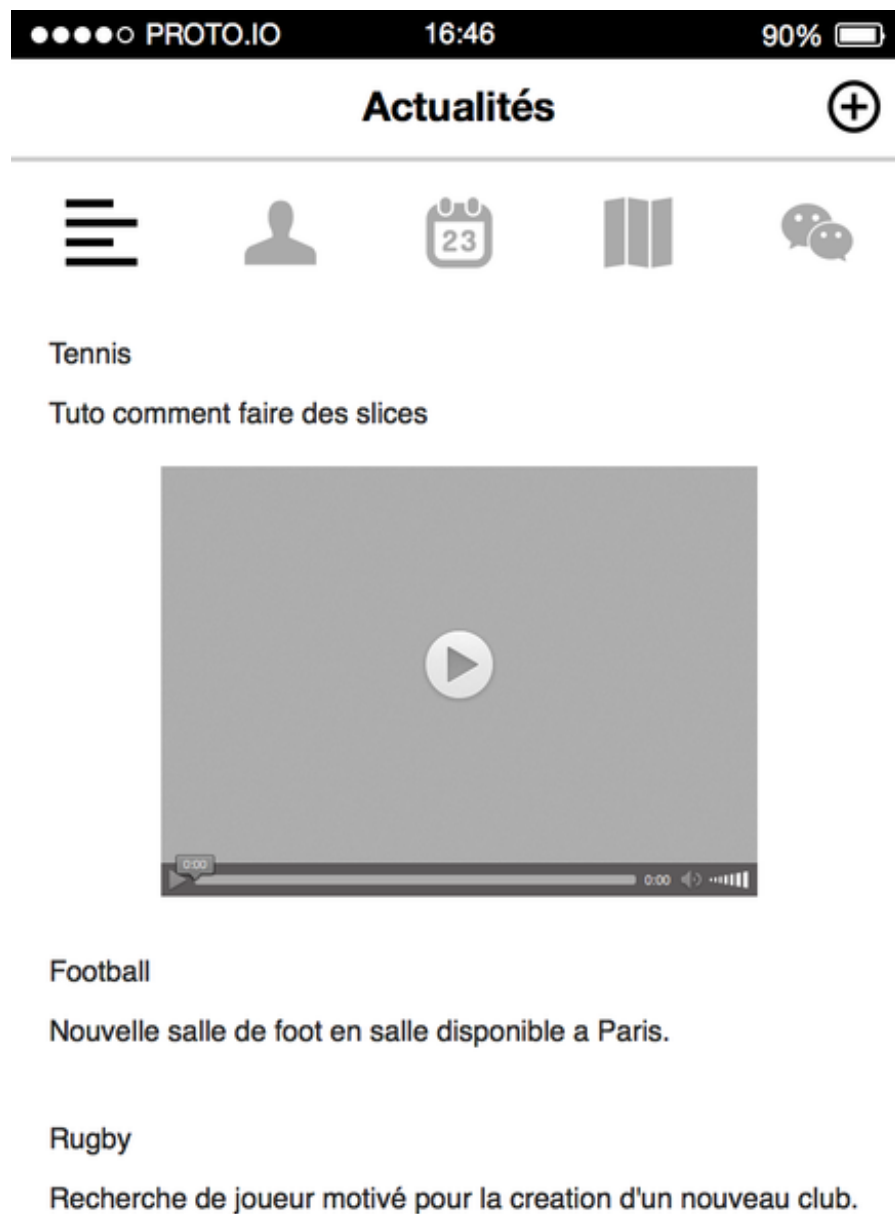 PROTO.IO 16:46 90%
Actualités
23
Tennis
Tuto comment faire des slices
0:00
0:00
Football
Nouvelle salle de foot en salle disponible a Paris.
Rugby
Recherche de joueur motivé pour la creation d'un nouveau club.